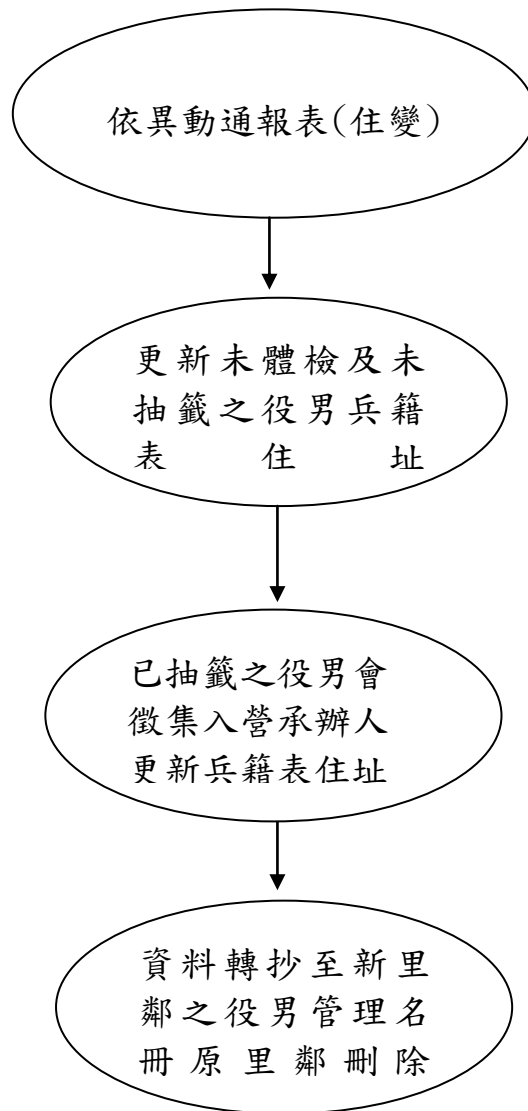 依異動通報表(住變)
更新未體檢及未
抽籤之役男兵籍
表住址
已抽籤之役男會
徵集入營承辦人
更新兵籍表住址
資料轉抄至新里
鄰之役男管理名
冊原里鄰刪除